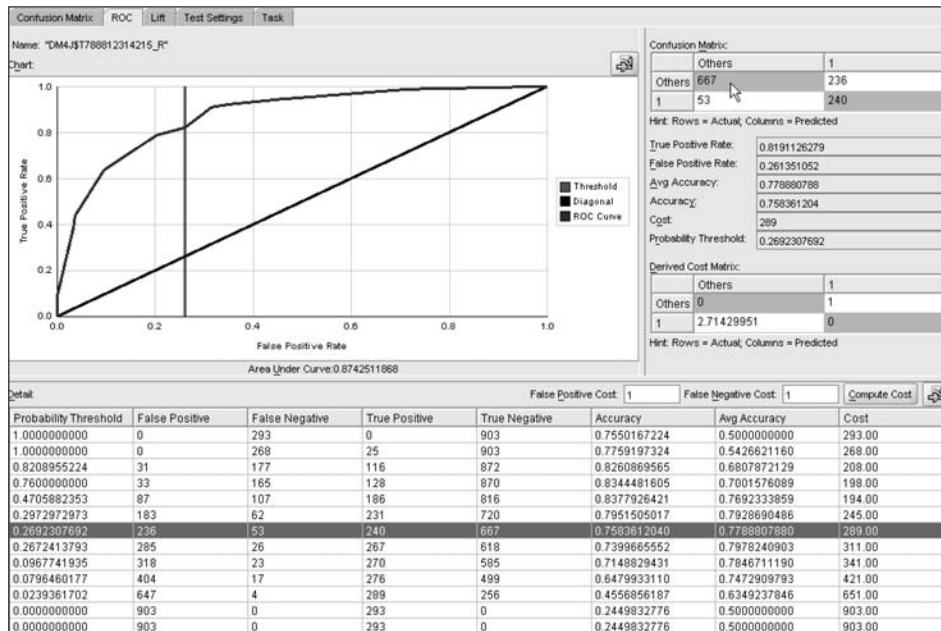 Confusion Matrix ROC Lift Test Settings Task
Name: "DM4J$T788812314215_R"
Chart:
1.0
0.8
0.6
0.4
0.2
0.0
True Positive Rate
0.0 0.2 0.4 0.6 0.8 1.0
False Positive Rate
Threshold
Diagonal
ROC Curve
Area Under Curve:0.8742511868
Confusion Matrix:
Others 1
Others 667 236
1 53 240
Hint: Rows = Actual; Columns = Predicted
True Positive Rate: 0.8191126279
False Positive Rate: 0.261351052
Avg Accuracy: 0.778880788
Accuracy: 0.758361204
Cost: 289
Probability Threshold: 0.2692307692
Derived Cost Matrix:
Others 1
Others 0 1
1 2.71429951 0
Hint: Rows = Actual; Columns = Predicted
Detail: False Positive Cost: 1 False Negative Cost: 1 Compute Cost
Probability Threshold False Positive False Negative True Positive True Negative Accuracy Avg Accuracy Cost
1.0000000000 0 293 0 903 0.7550167224 0.5000000000 293.00
1.0000000000 0 268 25 903 0.7759197324 0.5426621160 268.00
0.8208955224 31 177 116 872 0.8260869565 0.6807872129 208.00
0.7600000000 33 165 128 870 0.8344481605 0.7001576089 198.00
0.4705882353 87 107 186 816 0.8377926421 0.7692333859 194.00
0.2972972973 183 62 231 720 0.7951505017 0.7928690486 245.00
0.2692307692 236 53 240 667 0.7583612040 0.7788807880 289.00
0.2672413793 285 26 267 618 0.7399665552 0.7978240903 311.00
0.0967741935 318 23 270 585 0.7148829431 0.7846711190 341.00
0.0796460177 404 17 276 499 0.6479933110 0.7472909793 421.00
0.0239361702 647 4 289 256 0.4556856187 0.6349237846 651.00
0.0000000000 903 0 293 0 0.2449832776 0.5000000000 903.00
0.0000000000 903 0 293 0 0.2449832776 0.5000000000 903.00